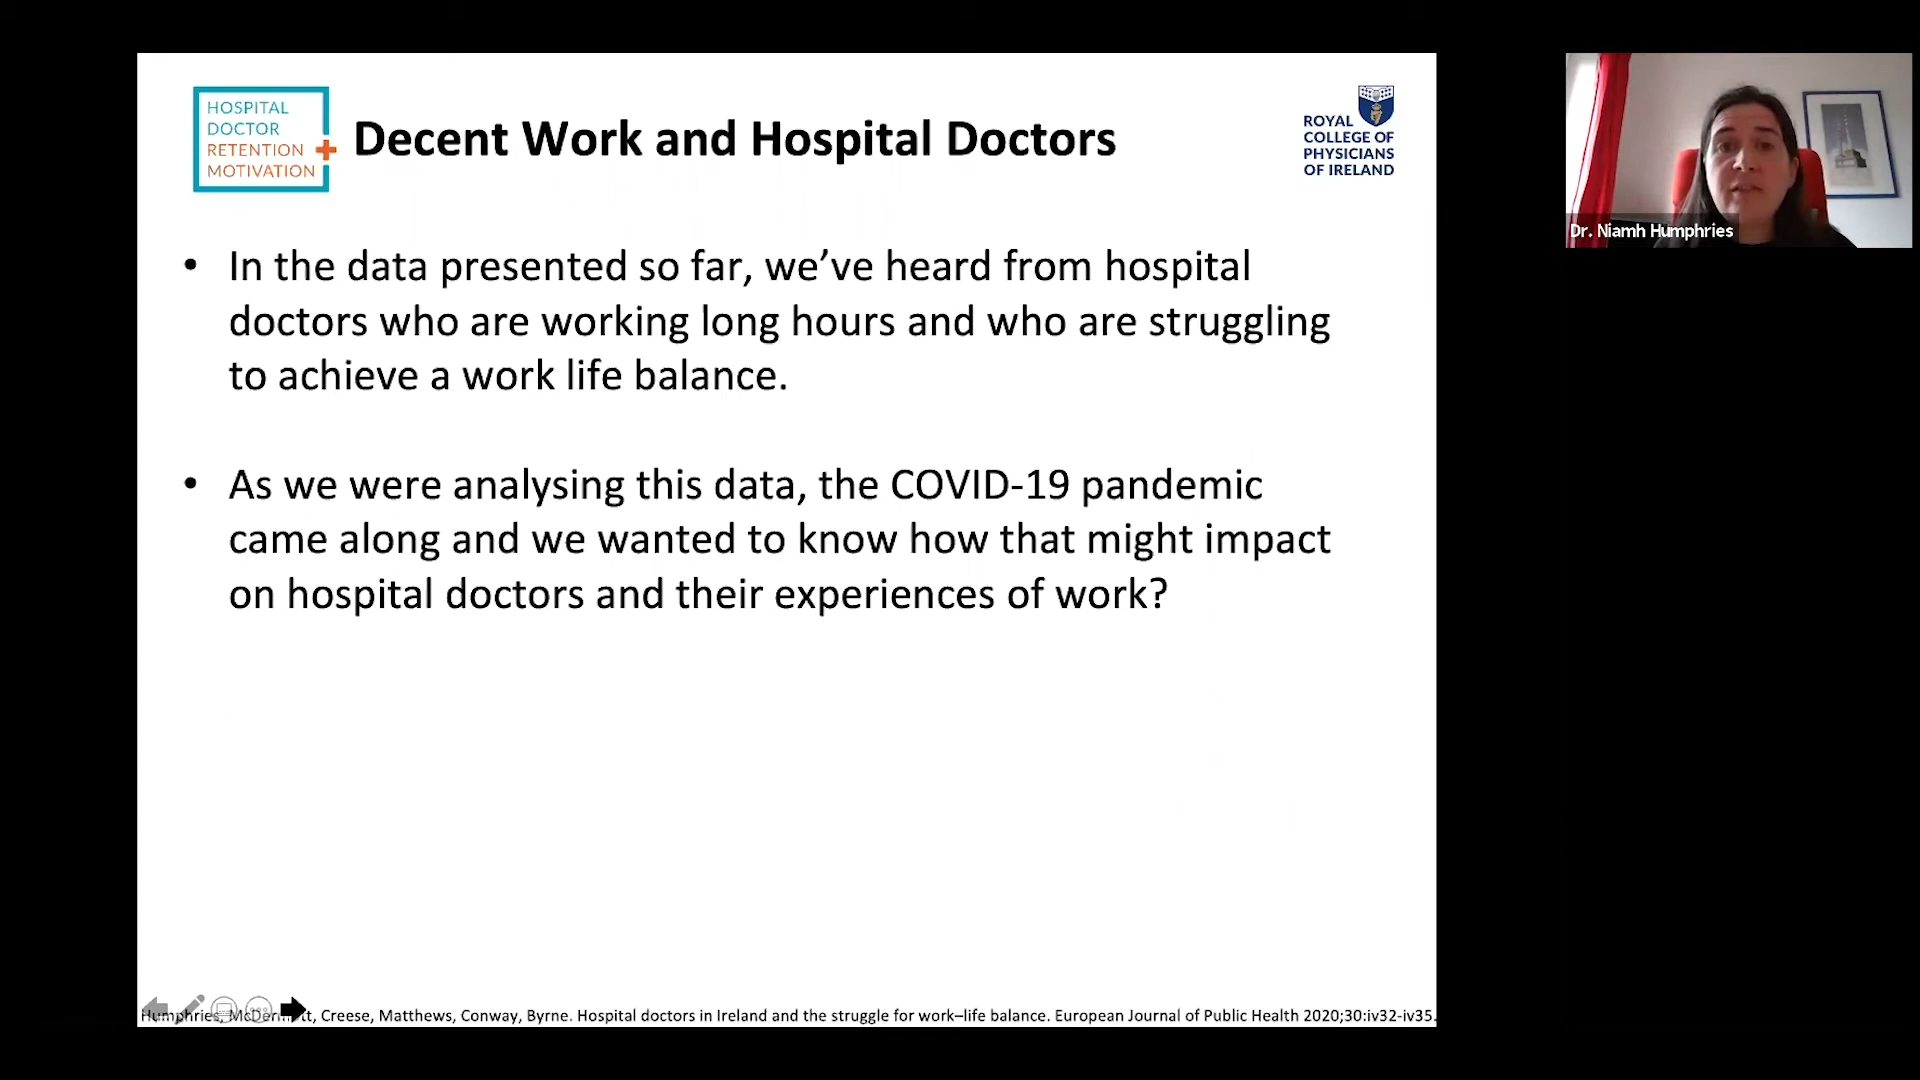 HOSPITAL
DOCTOR
RETENTION
MOTIVATION
Decent Work and Hospital Doctors
ROYAL
COLLEGE OF
PHYSICIANS
OF IRELAND
Dr. Niamh Humphries
• In the data presented so far, we’ve heard from hospital
doctors who are working long hours and who are struggling
to achieve a work life balance.
• As we were analysing this data, the COVID-19 pandemic
came along and we wanted to know how that might impact
on hospital doctors and their experiences of work?
Humphries, McDermott, Creese, Matthews, Conway, Byrne. Hospital doctors in Ireland and the struggle for work–life balance. European Journal of Public Health 2020;30:iv32-iv35.